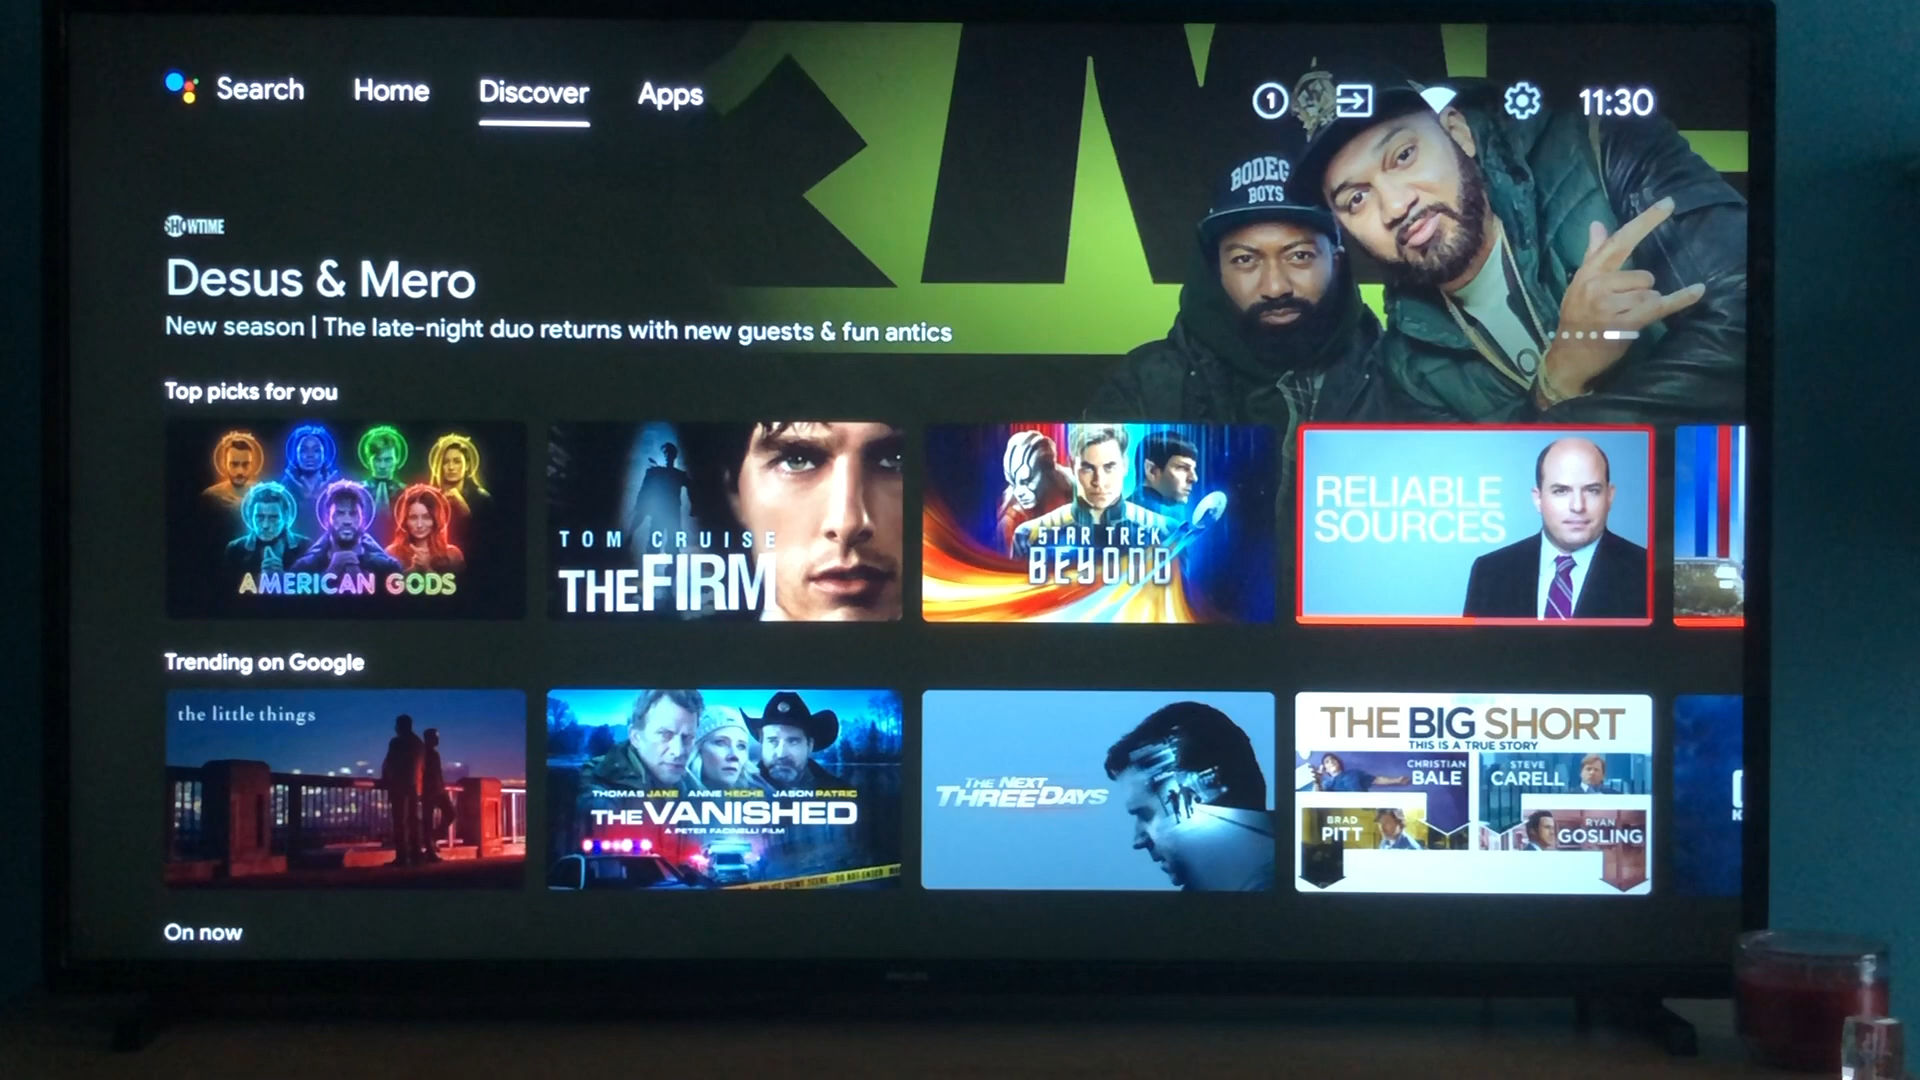 Search Home Discover Apps 1 11:30
BODEG
BOYS
SHOWTIME
Desus & Mero
New season | The late-night duo returns with new guests & fun antics
Top picks for you
AMERICAN GODS
TOM CRUISE
THE FIRM
STAR TREK
BEYOND
RELIABLE
SOURCES
Trending on Google
the little things
THOMAS JANE ANNE HECHE JASON PATRIC
THE VANISHED
A PETER FACINELLI FILM
THE NEXT
THREE DAYS
THE BIG SHORT
THIS IS A TRUE STORY
CHRISTIAN
BALE
STEVE
CARELL
BRAD
PITT
RYAN
GOSLING
On now
PHILIPS